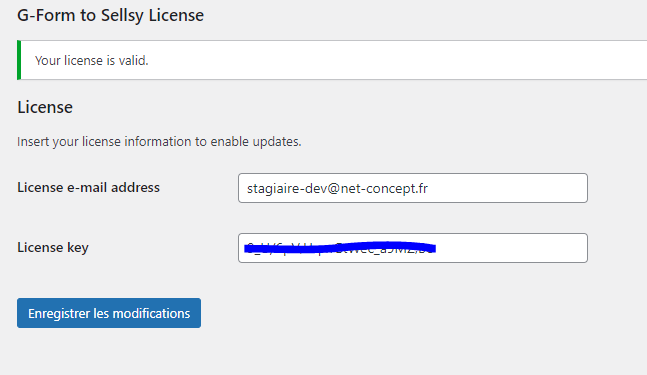 G-Form to Sellsy License
Your license is valid.
License
Insert your license information to enable updates.
License e-mail address
stagiaire-dev@net-concept.fr
License key
Enregistrer les modifications